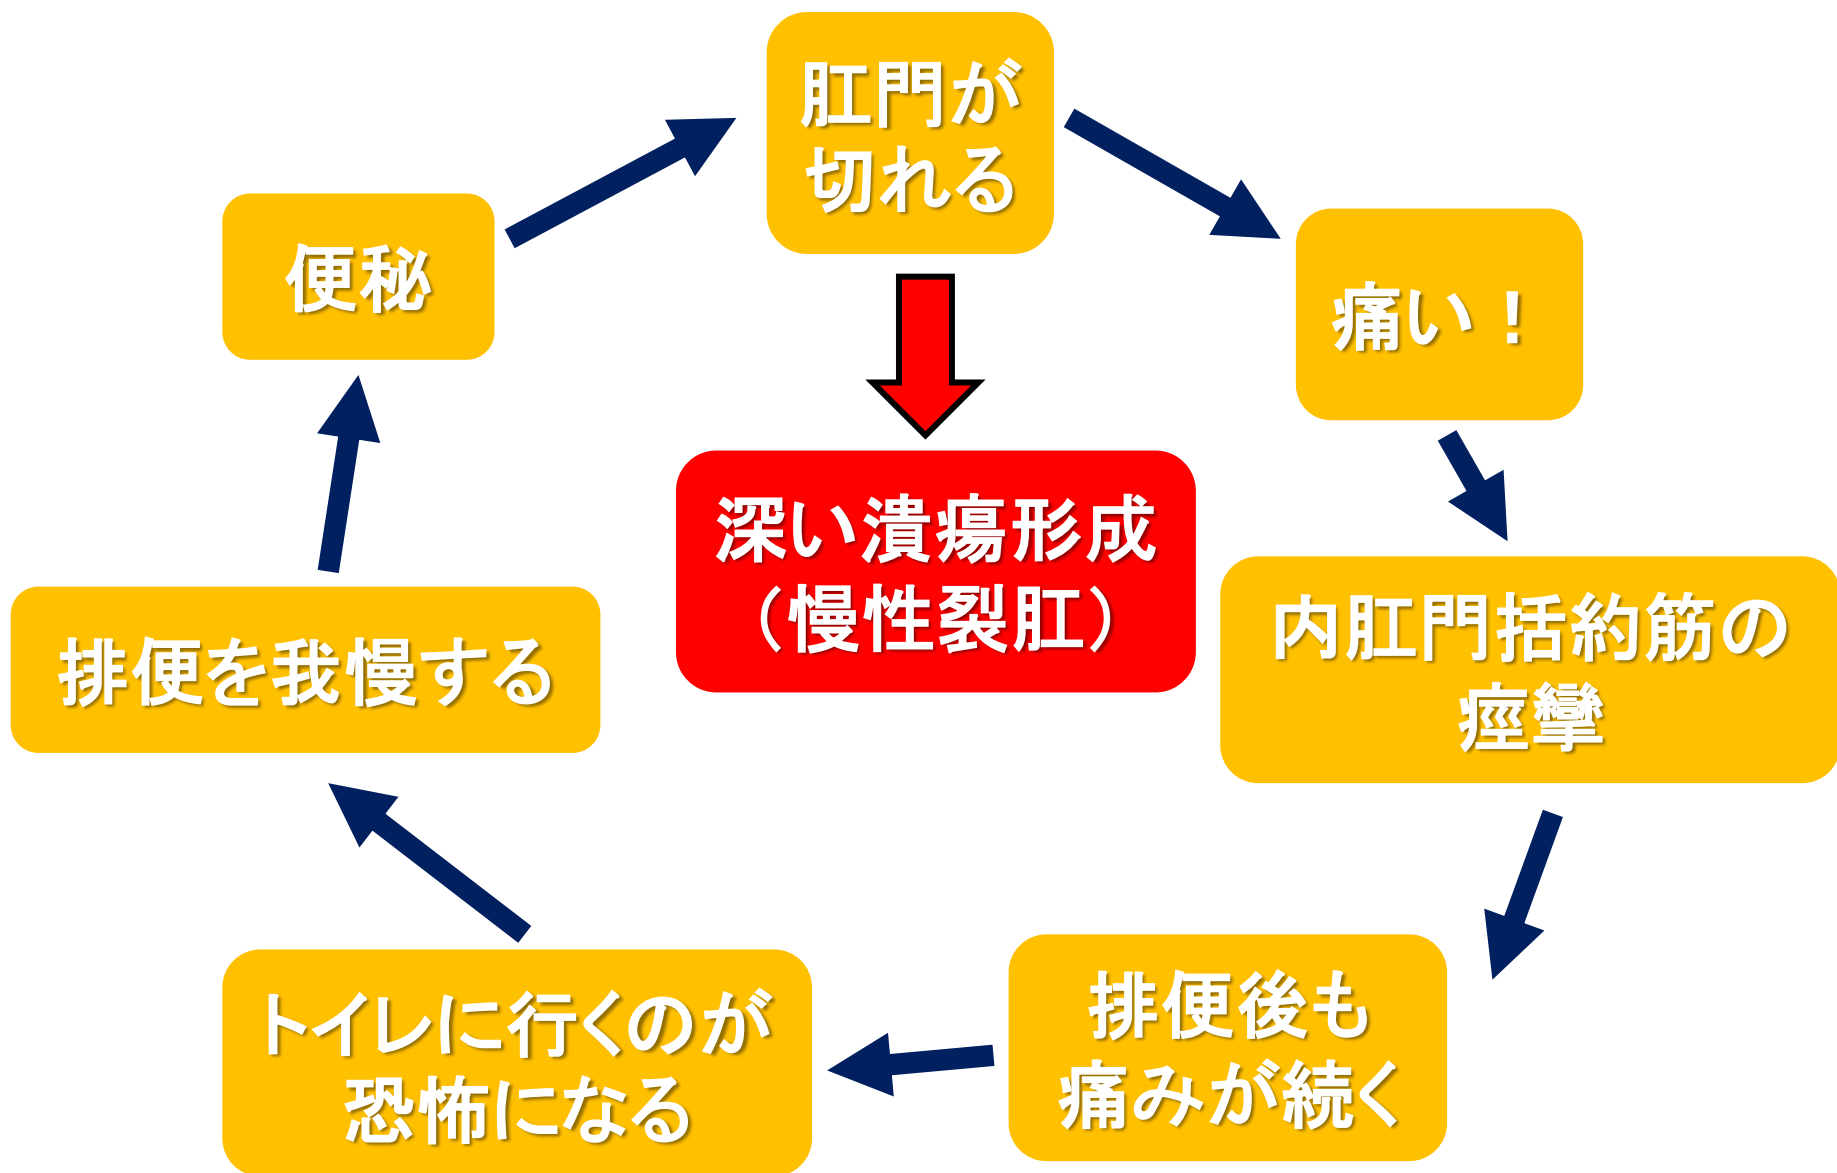 肛門が
切れる
痛い！
内肛門括約筋の
痙攣
排便後も
痛みが続く
トイレに行くのが
恐怖になる
排便を我慢する
便秘
深い潰瘍形成
（慢性裂肛）